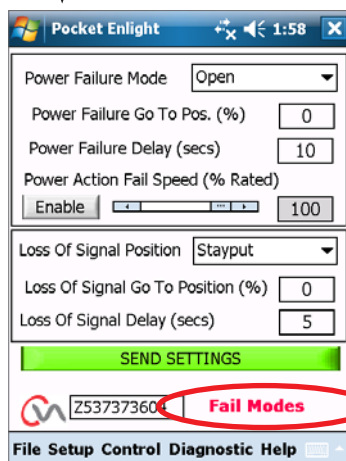 Pocket Enlight 1:58
Power Failure Mode Open
Power Failure Go To Pos. (%) 0
Power Failure Delay (secs) 10
Power Action Fail Speed (% Rated)
Enable 100
Loss Of Signal Position Stayput
Loss Of Signal Go To Position (%) 0
Loss Of Signal Delay (secs) 5
SEND SETTINGS
Z537373604 Fail Modes
File Setup Control Diagnostic Help